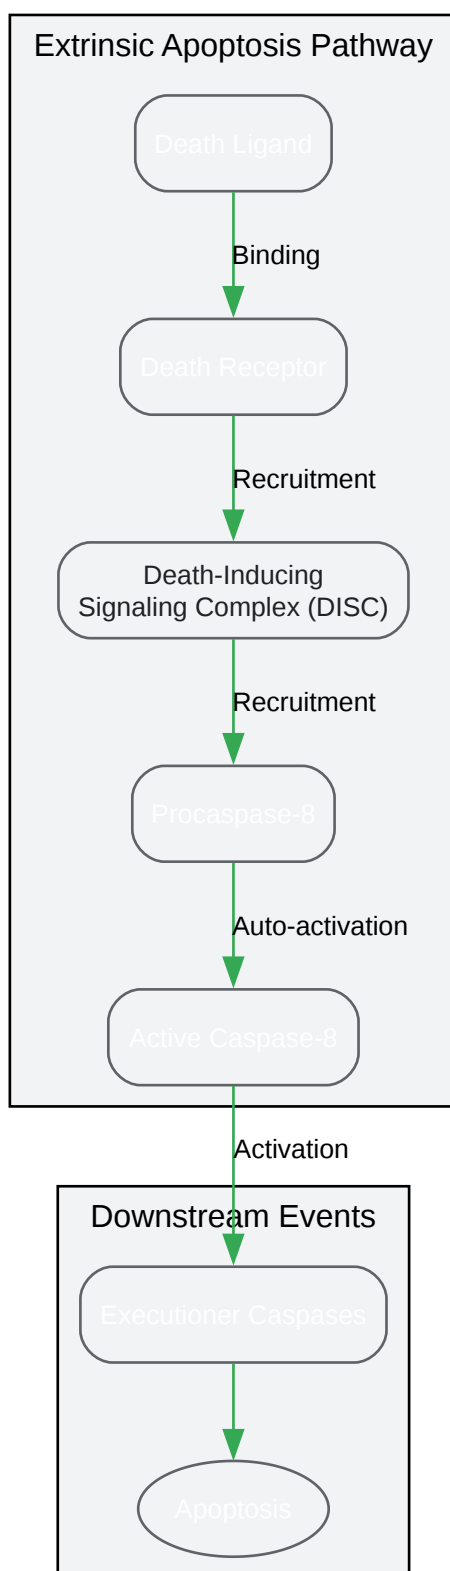 Extrinsic Apoptosis Pathway
Death Ligand
Binding
Death Receptor
Recruitment
Death-Inducing
Signaling Complex (DISC)
Recruitment
Procaspase-8
Auto-activation
Active Caspase-8
Activation
Downstream Events
Executioner Caspases
Apoptosis